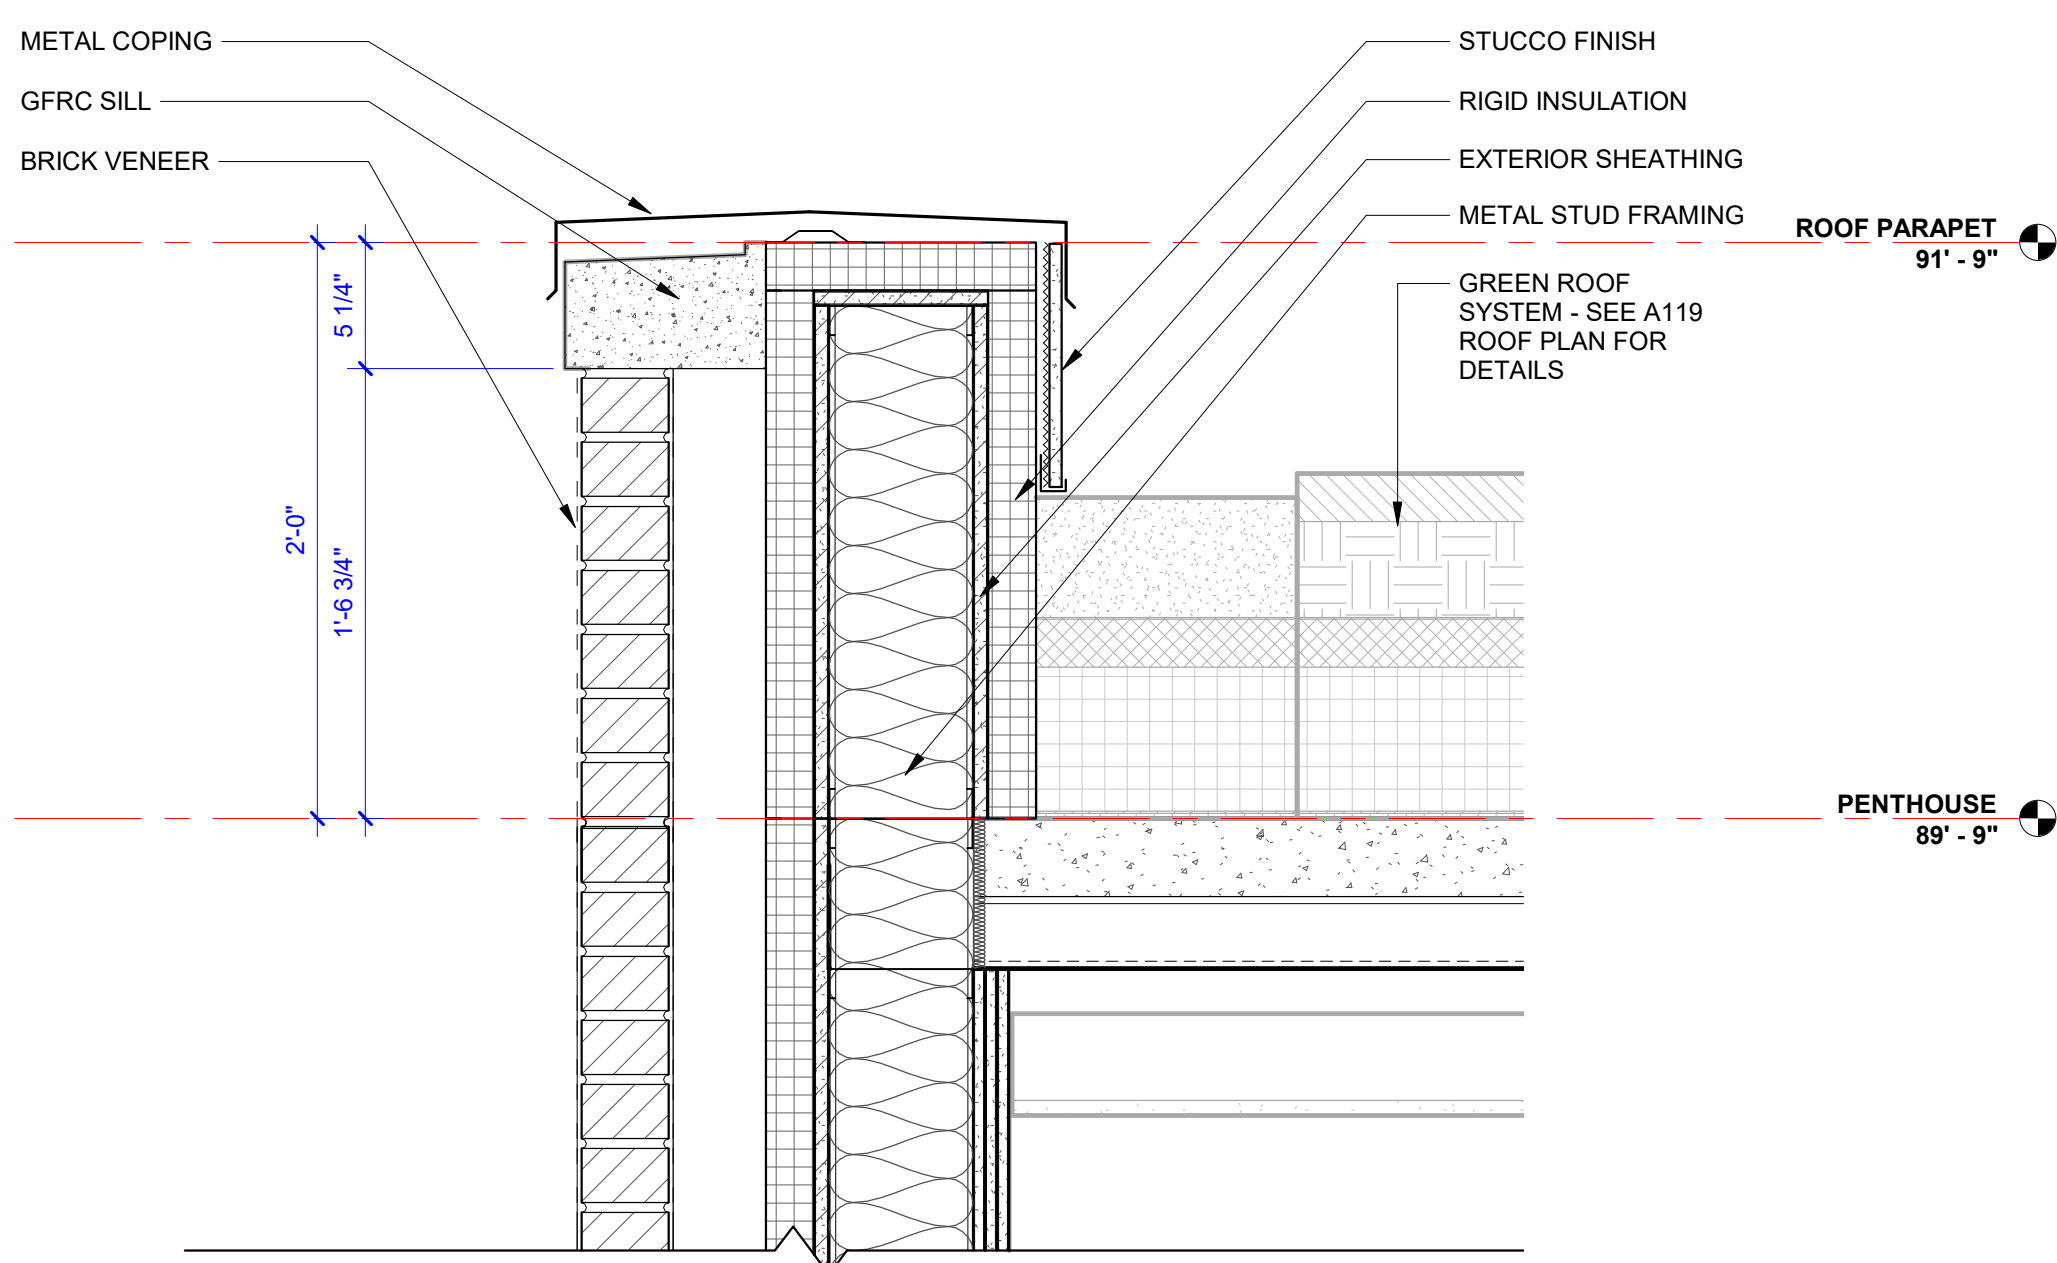 METAL COPING
GFRC SILL
BRICK VENEER
STUCCO FINISH
RIGID INSULATION
EXTERIOR SHEATHING
METAL STUD FRAMING
GREEN ROOF
SYSTEM - SEE A119
ROOF PLAN FOR
DETAILS
ROOF PARAPET
91' - 9"
5 1/4"
2'-0"
1'-6 3/4"
PENTHOUSE
89' - 9"